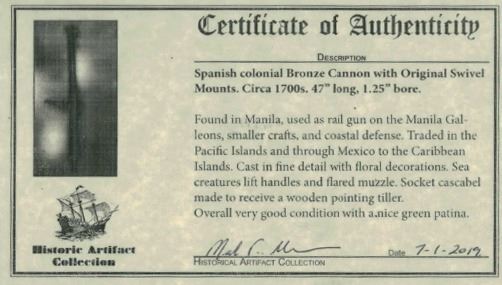 Certificate of Authenticity
DESCRIPTION
Spanish colonial Bronze Cannon with Original Swivel
Mounts. Circa 1700s. 47" long, 1.25" bore.
Found in Manila, used as rail gun on the Manila Gal-
leons, smaller crafts, and coastal defense. Traded in the
Pacific Islands and through Mexico to the Caribbean
Islands. Cast in fine detail with floral decorations. Sea
creatures lift handles and flared muzzle. Socket cascabel
made to receive a wooden pointing tiller.
Overall very good condition with a nice green patina.
Historic Artifact
Collection
HISTORICAL ARTIFACT COLLECTION
Date 7-1-2019